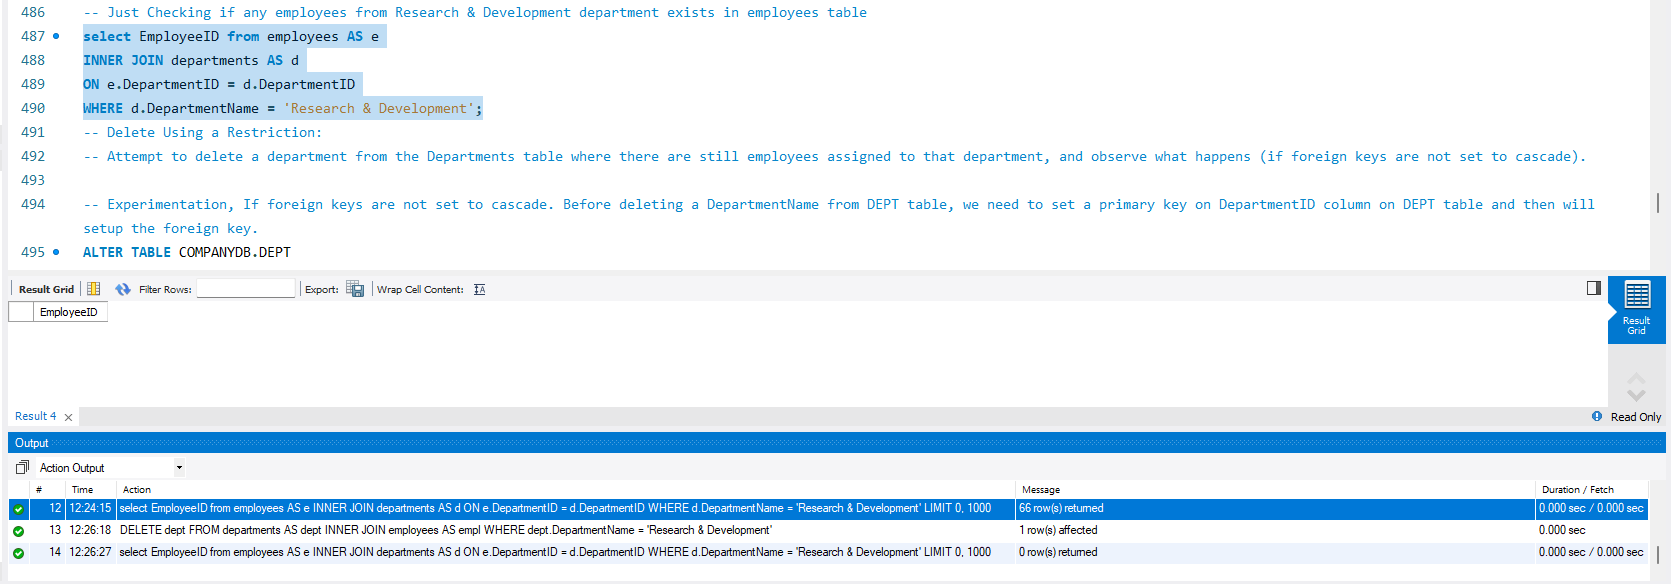 486 -- Just Checking if any employees from Research & Development department exists in employees table
487 select EmployeeID from employees AS e
488 INNER JOIN departments AS d
489 ON e.DepartmentID = d.DepartmentID
490 WHERE d.DepartmentName = 'Research & Development';
491 -- Delete Using a Restriction:
492 -- Attempt to delete a department from the Departments table where there are still employees assigned to that department, and observe what happens (if foreign keys are not set to cascade).
493
494 -- Experimentation, If foreign keys are not set to cascade. Before deleting a DepartmentName from DEPT table, we need to set a primary key on DepartmentID column on DEPT table and then will
setup the foreign key.
495 ALTER TABLE COMPANYDB.DEPT
Result Grid Filter Rows: Export: Wrap Cell Content:
EmployeeID
Result
Grid
Result 4 Read Only
Output
Action Output
# Time Action Message Duration / Fetch
12 12:24:15 select EmployeeID from employees AS e INNER JOIN departments AS d ON e.DepartmentID = d.DepartmentID WHERE d.DepartmentName = 'Research & Development' LIMIT 0, 1000 66 row(s) returned 0.000 sec / 0.000 sec
13 12:26:18 DELETE dept FROM departments AS dept INNER JOIN employees AS empl WHERE dept.DepartmentName = 'Research & Development' 1 row(s) affected 0.000 sec
14 12:26:27 select EmployeeID from employees AS e INNER JOIN departments AS d ON e.DepartmentID = d.DepartmentID WHERE d.DepartmentName = 'Research & Development' LIMIT 0, 1000 0 row(s) returned 0.000 sec / 0.000 sec